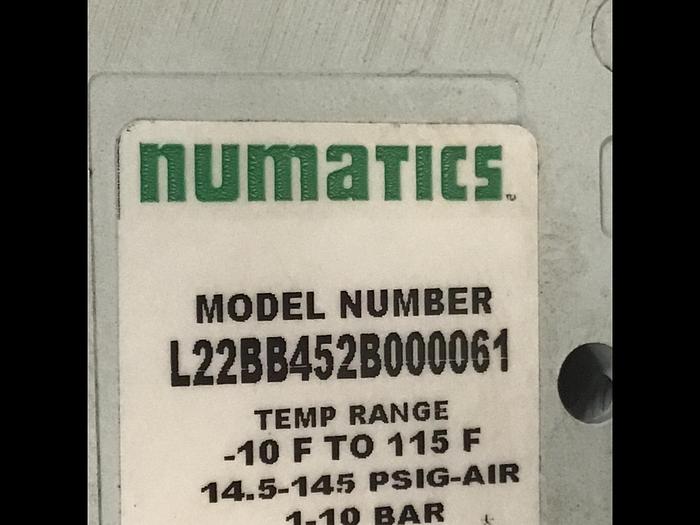 numatics
MODEL NUMBER
L22BB452B000061
TEMP RANGE
-10 F TO 115 F
14.5-145 PSIG-AIR
1-10 BAR